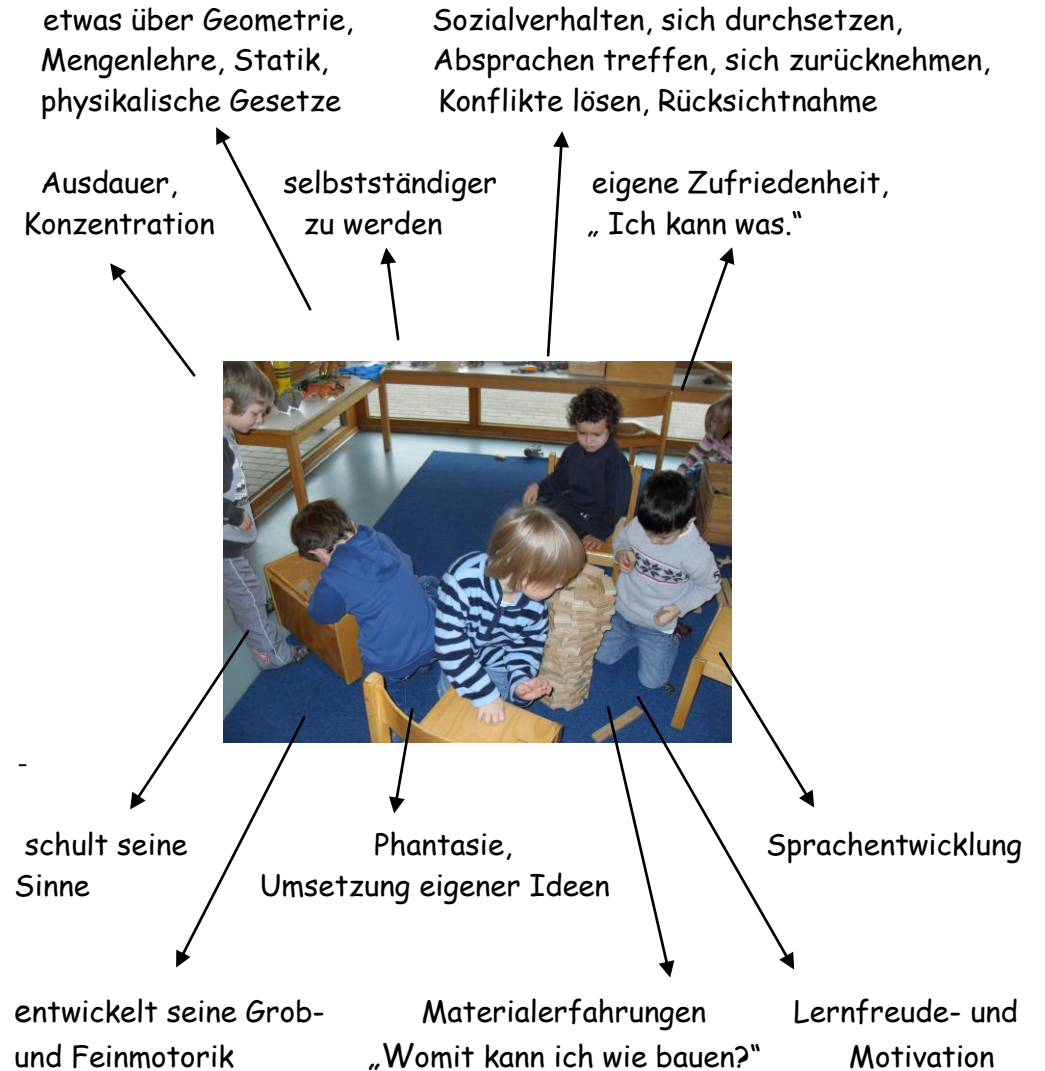 etwas über Geometrie,
Mengenlehre, Statik,
physikalische Gesetze
Sozialverhalten, sich durchsetzen,
Absprachen treffen, sich zurücknehmen,
Konflikte lösen, Rücksichtnahme
Ausdauer,
Konzentration
selbstständiger
zu werden
eigene Zufriedenheit,
„ Ich kann was.“
-
schult seine
Sinne
Phantasie,
Umsetzung eigener Ideen
Sprachentwicklung
entwickelt seine Grob-
und Feinmotorik
Materialerfahrungen
„Womit kann ich wie bauen?“
Lernfreude- und
Motivation